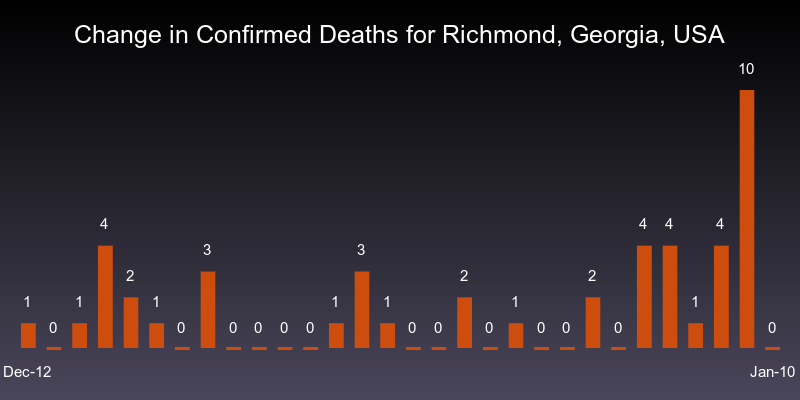 Change in Confirmed Deaths for Richmond, Georgia, USA
1 0 1 4 2 1 0 3 0 0 0 0 1 3 1 0 0 2 0 1 0 0 2 0 4 4 1 4 10 0
Dec-12 Jan-10